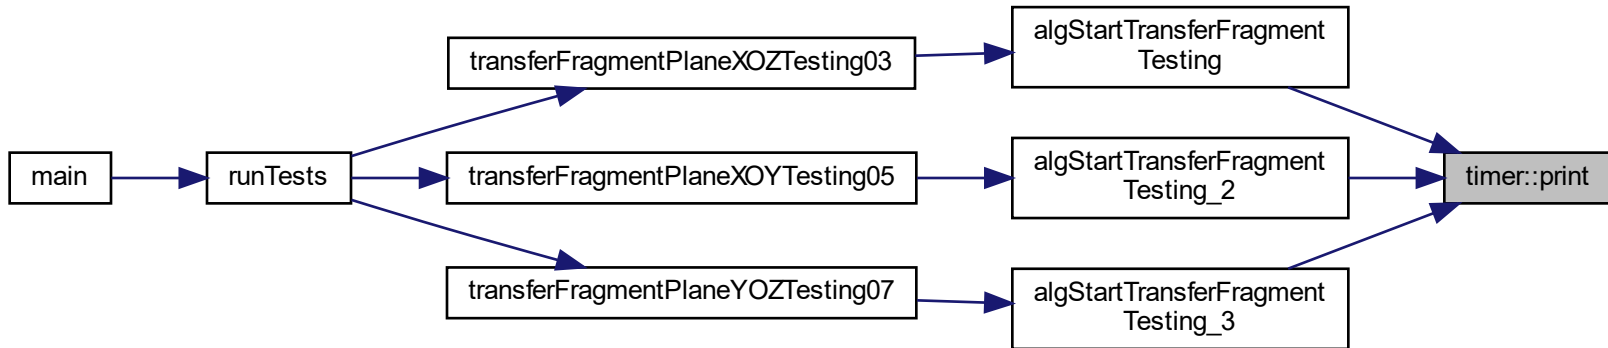 main
runTests
transferFragmentPlaneXOZTesting03
transferFragmentPlaneXOYTesting05
transferFragmentPlaneYOZTesting07
algStartTransferFragment
Testing
algStartTransferFragment
Testing_2
algStartTransferFragment
Testing_3
timer::print